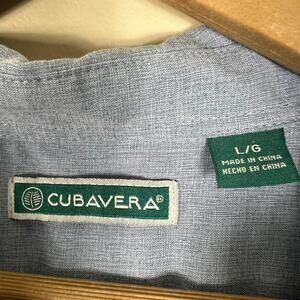 CUBAVERA®
L/G
MADE IN CHINA
HECHO EN CHINA